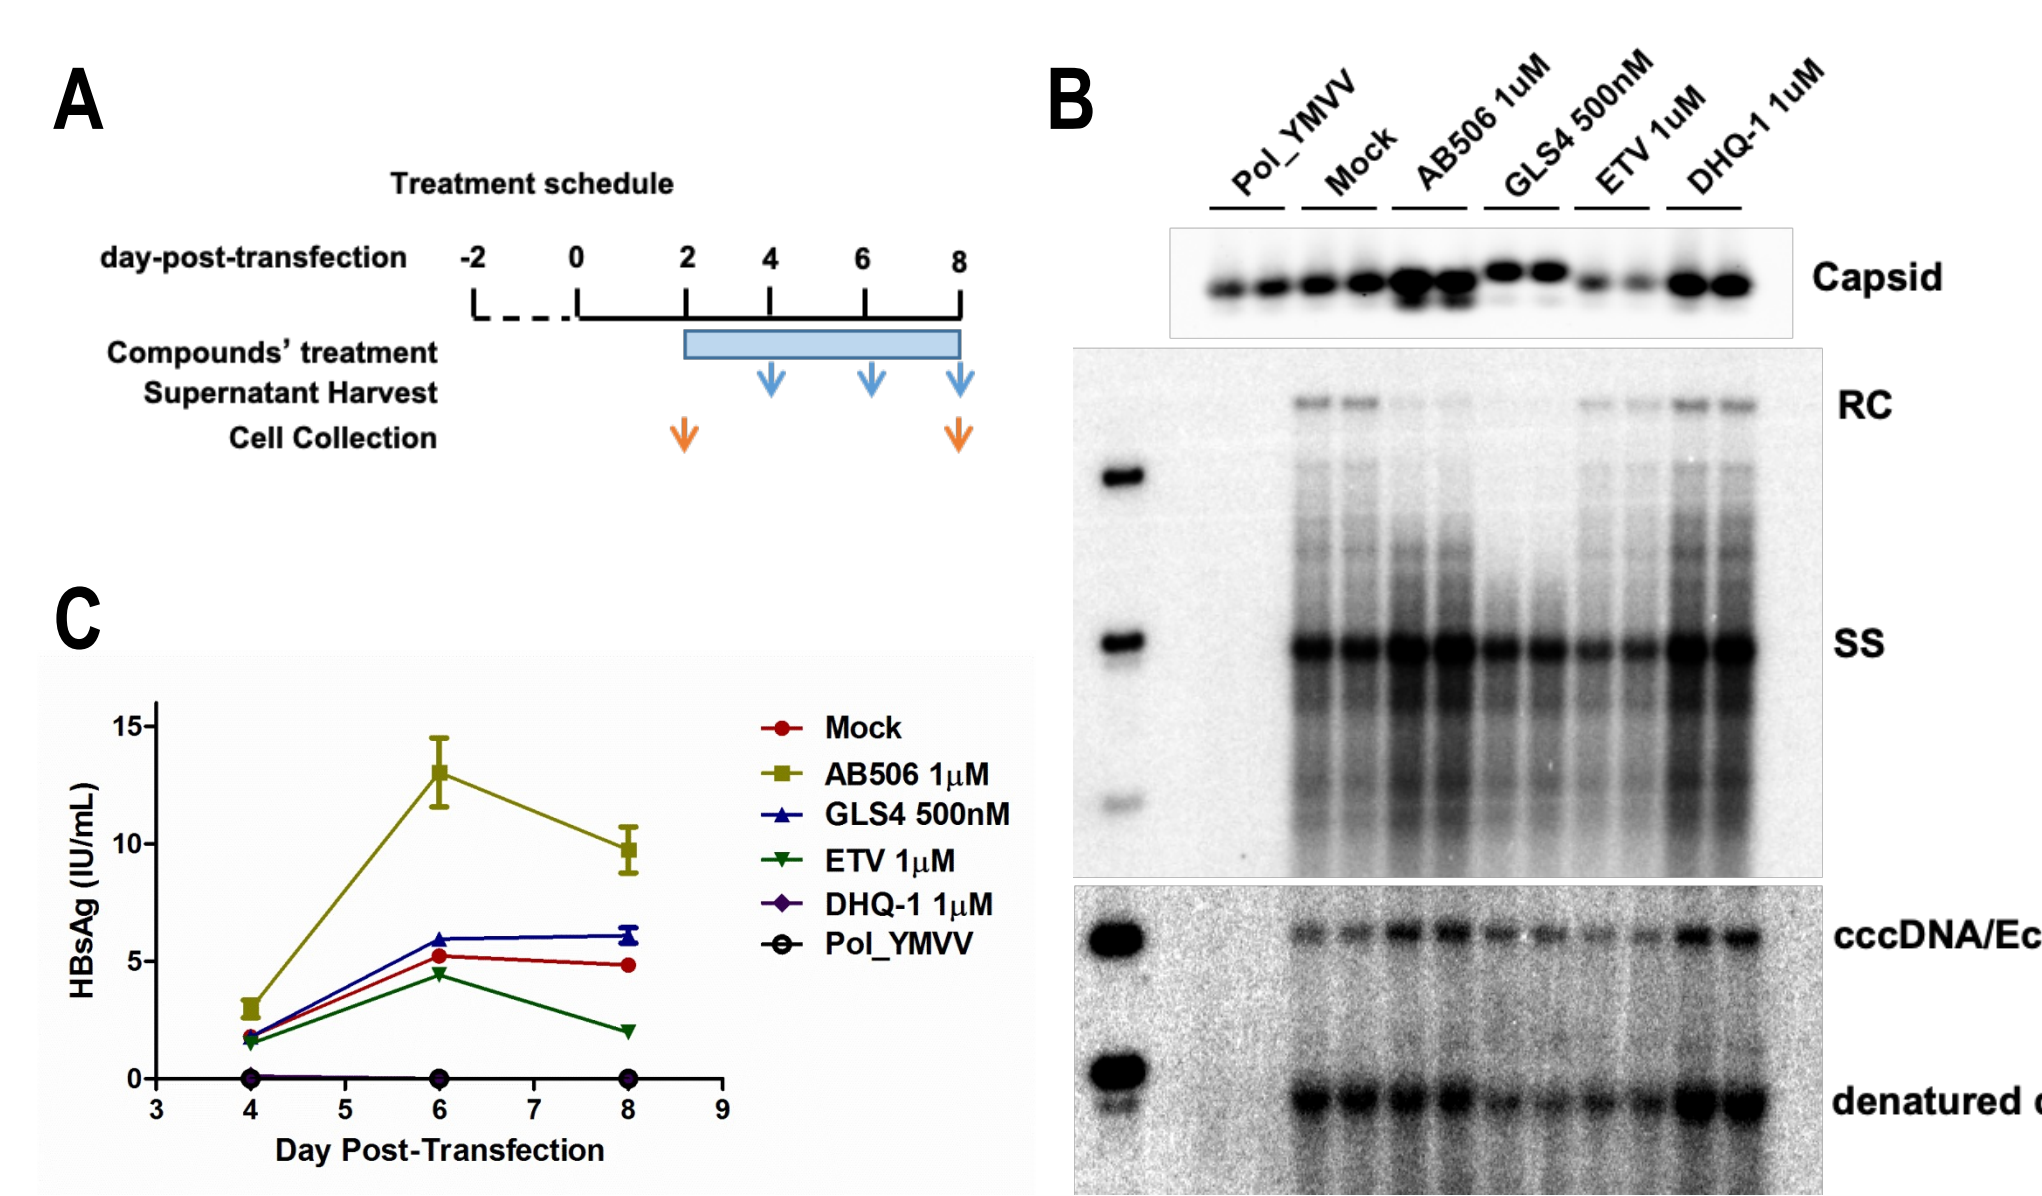 A
Treatment schedule
day-post-transfection -2 0 2 4 6 8
Compounds’ treatment
Supernatant Harvest
Cell Collection
B
Pol_YMVV
Mock
AB506 1uM
GLS4 500nM
ETV 1uM
DHQ-1 1uM
Capsid
RC
SS
cccDNA/Ec
denatured
C
HBsAg (IU/mL)
15
10
5
0
3 4 5 6 7 8 9
Day Post-Transfection
Mock
AB506 1μM
GLS4 500nM
ETV 1μM
DHQ-1 1μM
Pol_YMVV